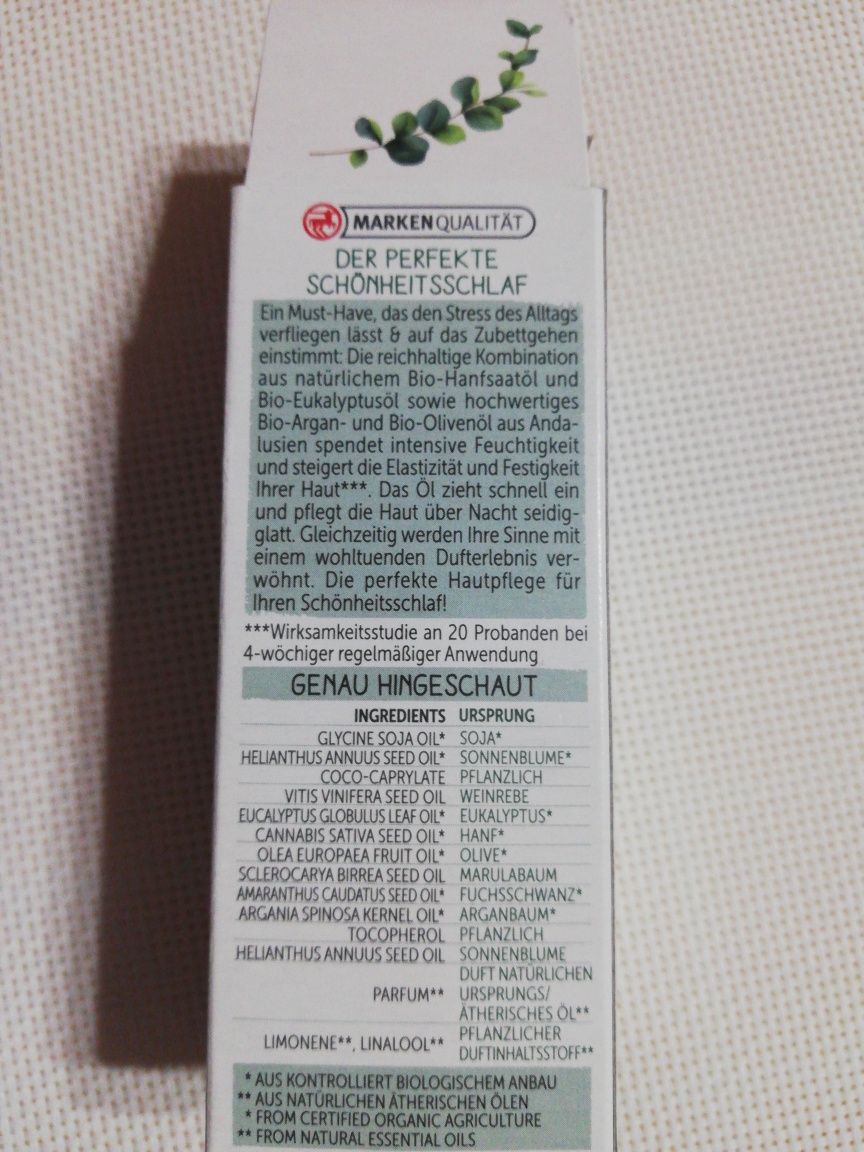 MARKENQUALITÄT
DER PERFEKTE
SCHÖNHEITSSCHLAF
Ein Must-Have, das den Stress des Alltags
verfliegen lässt & auf das Zubettgehen
einstimmt: Die reichhaltige Kombination
aus natürlichem Bio-Hanfsaatöl und
Bio-Eukalyptusöl sowie hochwertiges
Bio-Argan- und Bio-Olivenöl aus Anda-
lusien spendet intensive Feuchtigkeit
und steigert die Elastizität und Festigkeit
Ihrer Haut***. Das Öl zieht schnell ein
und pflegt die Haut über Nacht seidig-
glatt. Gleichzeitig werden Ihre Sinne mit
einem wohltuenden Dufterlebnis ver-
wöhnt. Die perfekte Hautpflege für
Ihren Schönheitsschlaf!
***Wirksamkeitsstudie an 20 Probanden bei
4-wöchiger regelmäßiger Anwendung
GENAU HINGESCHAUT
INGREDIENTS URSPRUNG
GLYCINE SOJA OIL* SOJA*
HELIANTHUS ANNUUS SEED OIL* SONNENBLUME*
COCO-CAPRYLATE PFLANZLICH
VITIS VINIFERA SEED OIL WEINREBE
EUCALYPTUS GLOBULUS LEAF OIL* EUKALYPTUS*
CANNABIS SATIVA SEED OIL* HANF*
OLEA EUROPAEA FRUIT OIL* OLIVE*
SCLEROCARYA BIRREA SEED OIL MARULABAUM
AMARANTHUS CAUDATUS SEED OIL* FUCHSSCHWANZ*
ARGANIA SPINOSA KERNEL OIL* ARGANBAUM*
TOCOPHEROL PFLANZLICH
HELIANTHUS ANNUUS SEED OIL SONNENBLUME
DUFT NATÜRLICHEN
PARFUM** URSPRUNGS/
ÄTHERISCHES ÖL**
PFLANZLICHER
LIMONENE**, LINALOOL** DUFTINHALTSSTOFF**
* AUS KONTROLLIERT BIOLOGISCHEM ANBAU
** AUS NATÜRLICHEN ÄTHERISCHEN ÖLEN
* FROM CERTIFIED ORGANIC AGRICULTURE
** FROM NATURAL ESSENTIAL OILS